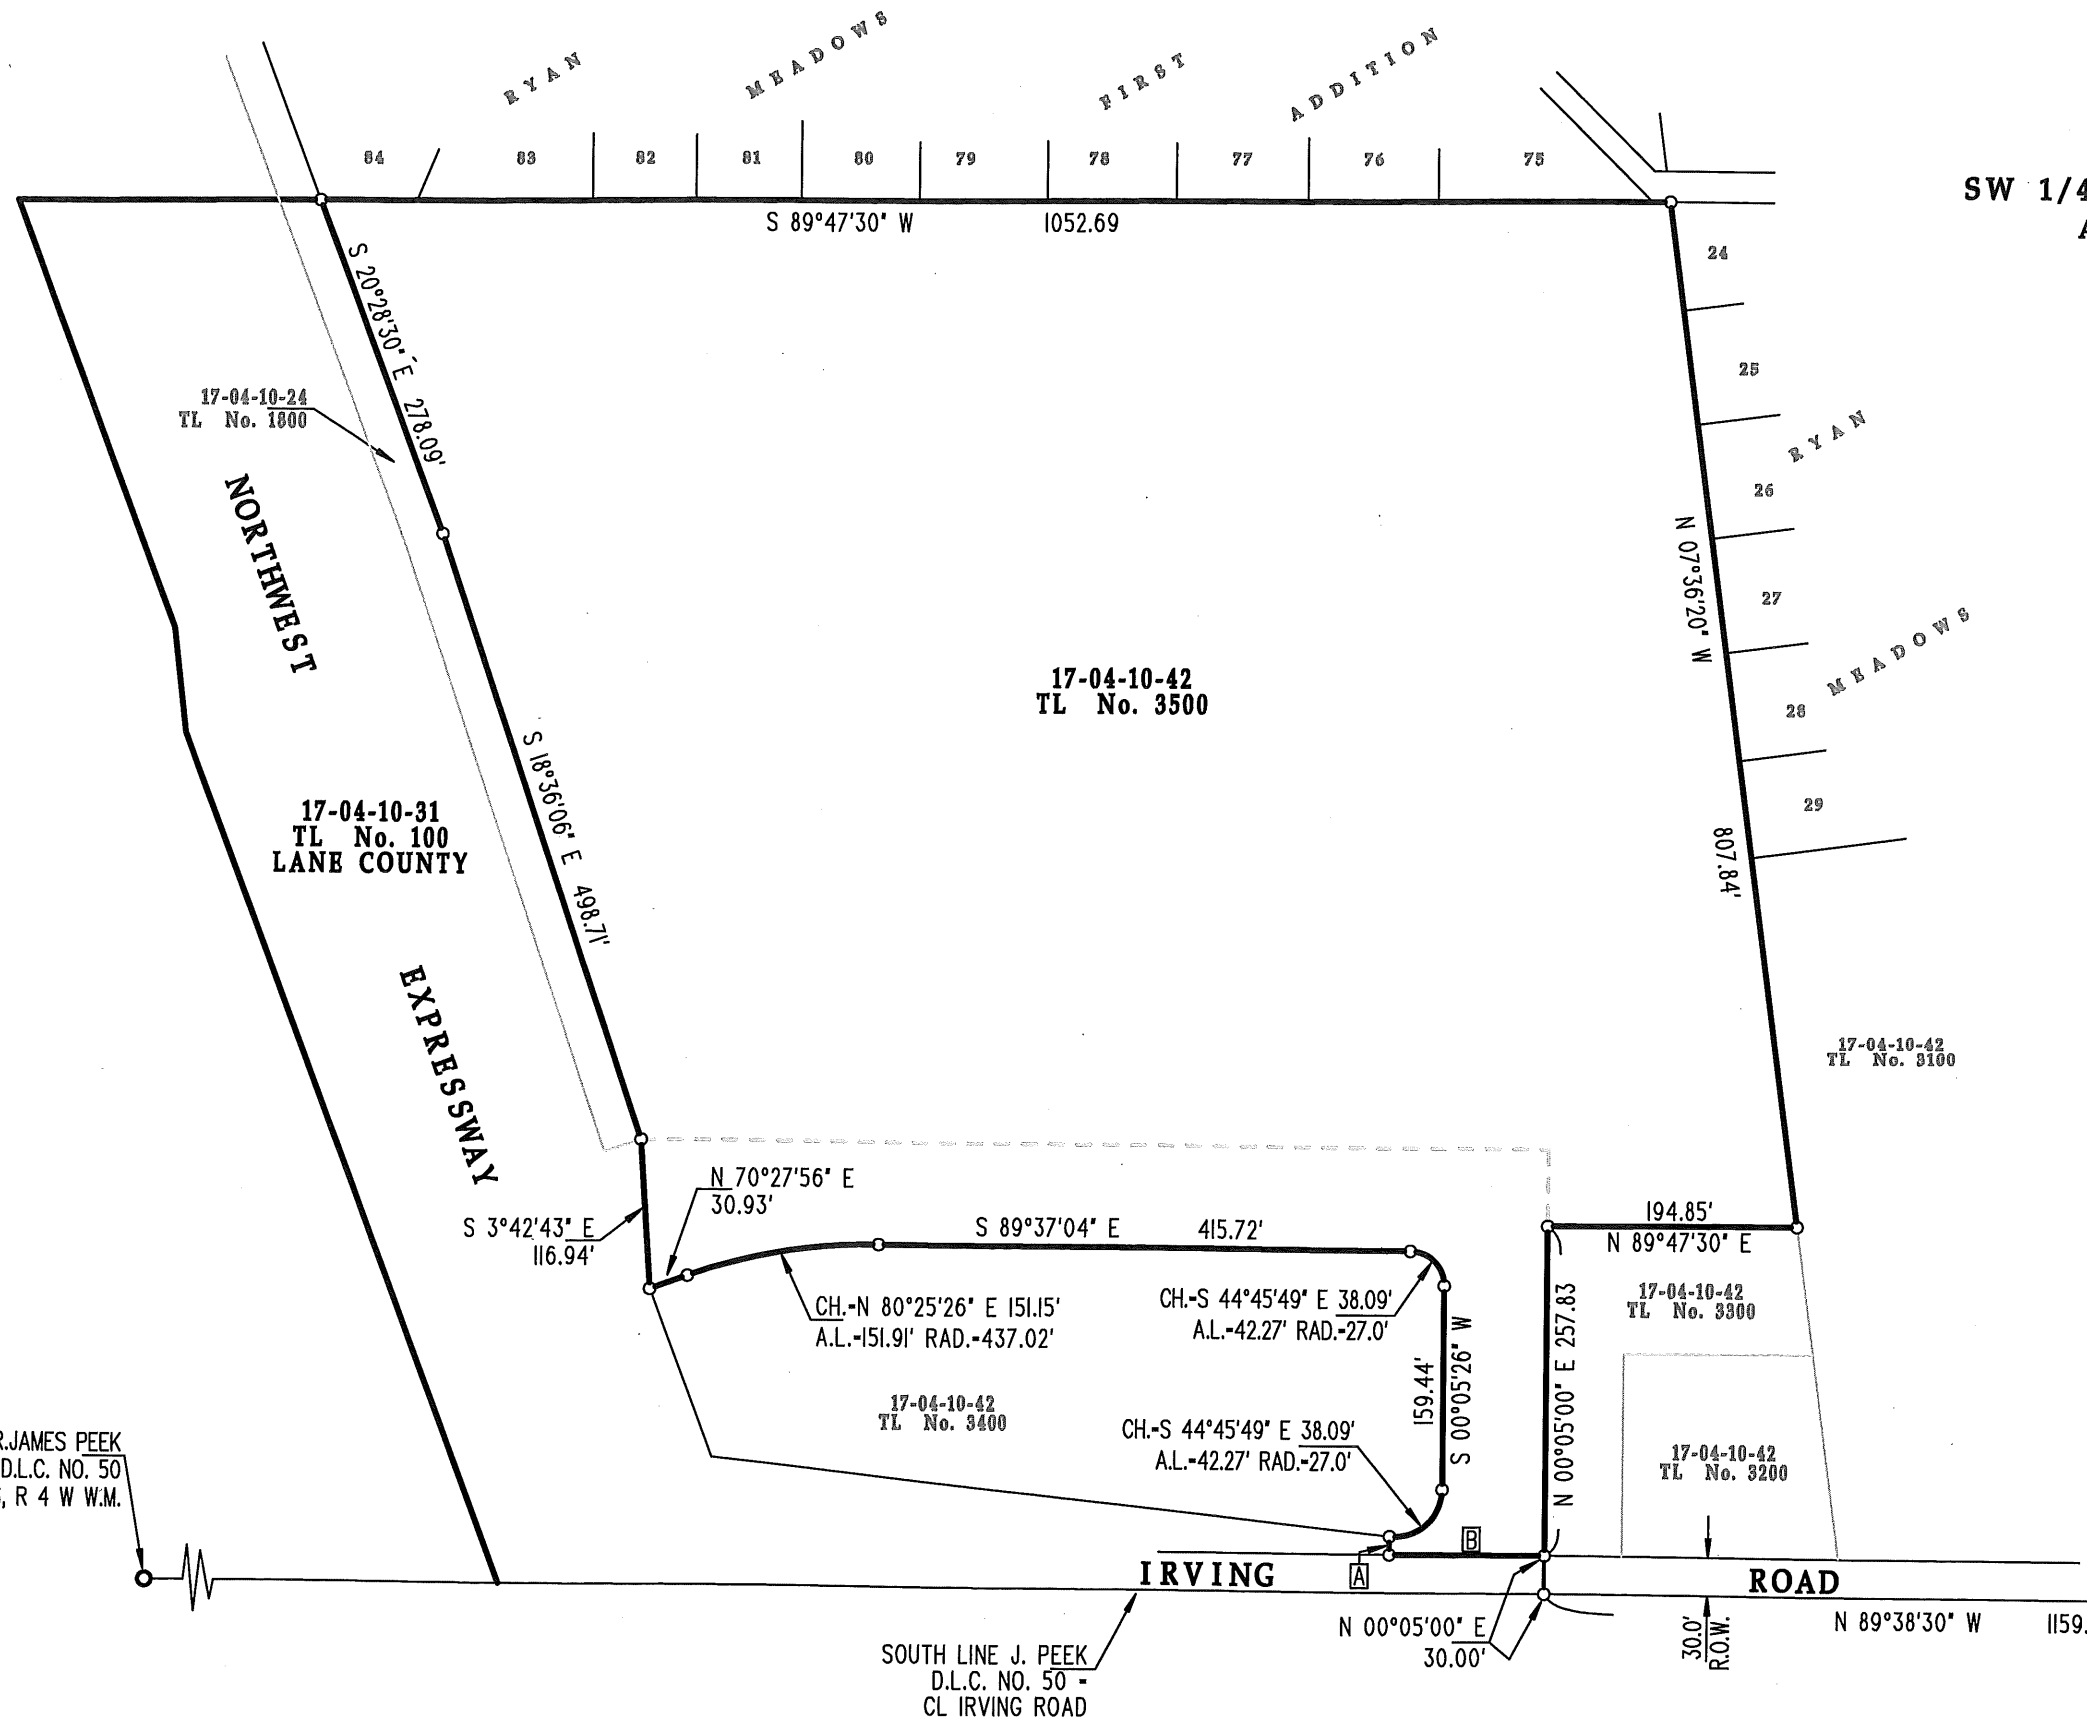 RYAN MEADOWS FIRST ADDITION
84 83 82 81 80 79 78 77 76 75
SW 1/4
S 89°47'30" W 1052.69
24
25
26
27
28
29
RYAN
MEADOWS
S 20°28'30" E 278.09'
17-04-10-24
TL No. 1800
NORTHWEST
EXPRESSWAY
N 07°36'20" W
807.84'
17-04-10-42
TL No. 3500
S 18°36'06" E 498.71'
17-04-10-31
TL No. 100
LANE COUNTY
17-04-10-42
TL No. 3100
N 70°27'56" E
30.93'
S 3°42'43" E
116.94'
S 89°37'04" E 415.72'
194.85'
N 89°47'30" E
CH.=N 80°25'26" E 151.15'
A.L.=151.91' RAD.=437.02'
CH.=S 44°45'49" E 38.09'
A.L.=42.27' RAD.=27.0'
17-04-10-42
TL No. 3300
159.44'
S 00°05'26" W
N 00°05'00" E 257.83
17-04-10-42
TL No. 3400
CH.=S 44°45'49" E 38.09'
A.L.=42.27' RAD.=27.0'
17-04-10-42
TL No. 3200
R.JAMES PEEK
D.L.C. NO. 50
, R 4 W W.M.
B
A
IRVING ROAD
N 00°05'00" E
30.00'
30.0'
R.O.W.
N 89°38'30" W 1159.
SOUTH LINE J. PEEK
D.L.C. NO. 50 -
CL IRVING ROAD